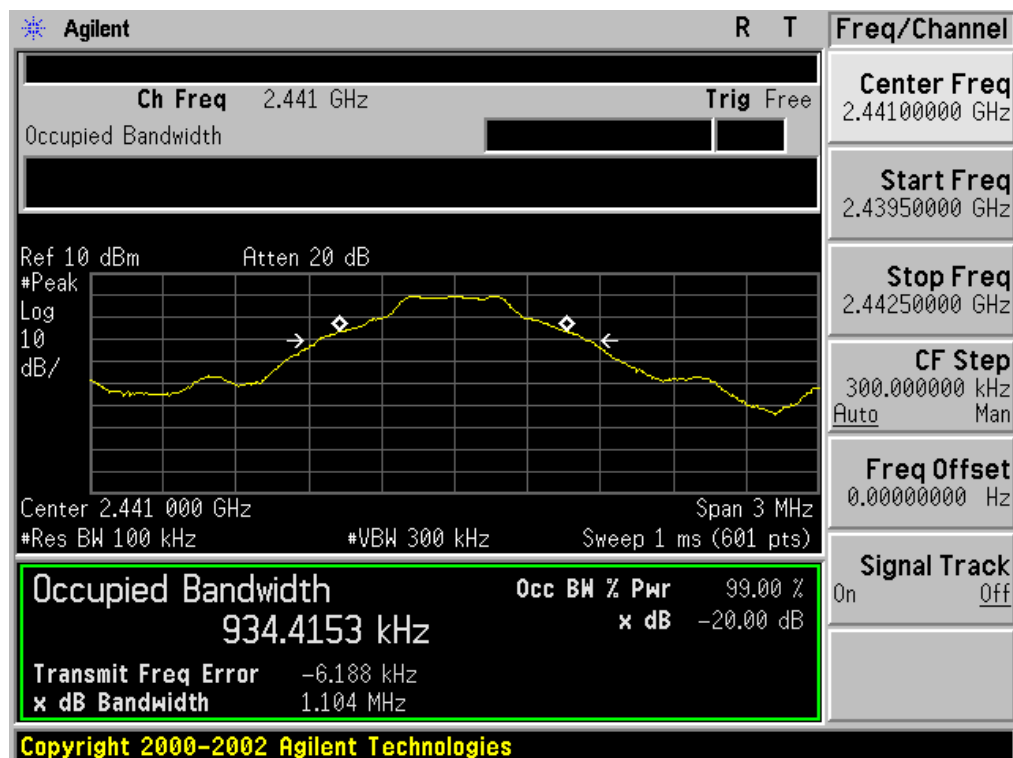 Agilent R T
Ch Freq 2.441 GHz Trig Free
Occupied Bandwidth
Ref 10 dBm Atten 20 dB
#Peak
Log
10
dB/
Center 2.441 000 GHz Span 3 MHz
#Res BW 100 kHz #VBW 300 kHz Sweep 1 ms (601 pts)
Occupied Bandwidth
934.4153 kHz
Occ BW % Pwr 99.00 %
x dB -20.00 dB
Transmit Freq Error -6.188 kHz
x dB Bandwidth 1.104 MHz
Copyright 2000-2002 Agilent Technologies
Freq/Channel
Center Freq
2.44100000 GHz
Start Freq
2.43950000 GHz
Stop Freq
2.44250000 GHz
CF Step
300.000000 kHz
Auto Man
Freq Offset
0.00000000 Hz
Signal Track
On Off